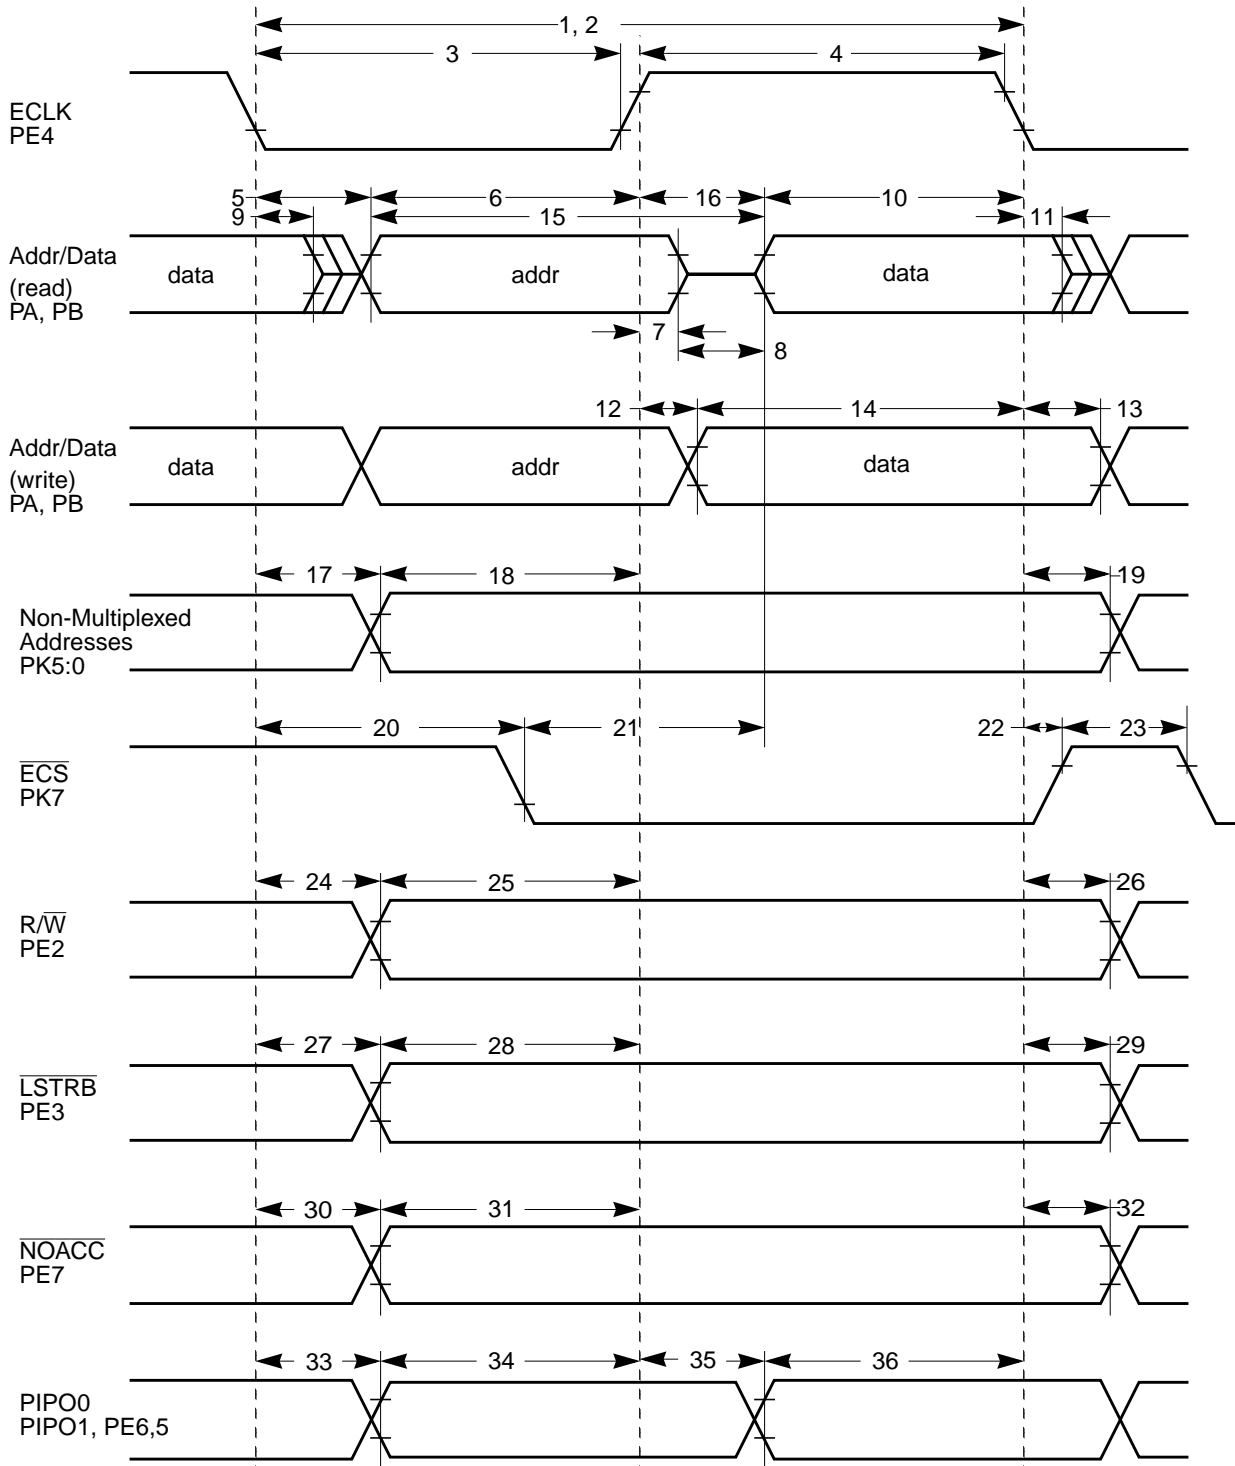 1, 2
3
4
ECLK
PE4
5
6
16
10
9
15
11
Addr/Data
(read)
PA, PB
data
addr
data
7
8
12
14
13
Addr/Data
(write)
PA, PB
data
addr
data
17
18
19
Non-Multiplexed
Addresses
PK5:0
20
21
22
23
ECS
PK7
24
25
26
R/W
PE2
27
28
29
LSTRB
PE3
30
31
32
NOACC
PE7
33
34
35
36
PIPO0
PIPO1, PE6,5